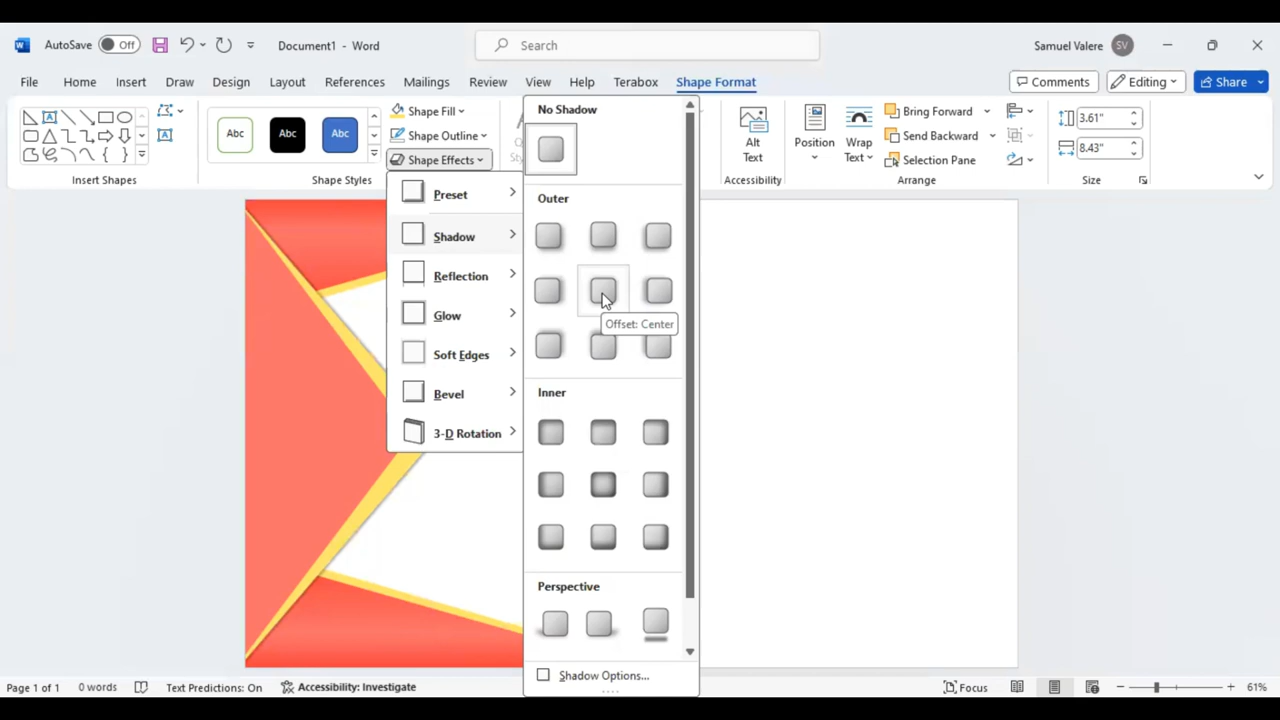 AutoSave Off Document1 - Word Search Samuel Valere SV
File Home Insert Draw Design Layout References Mailings Review View Help Terabox Shape Format Comments Editing Share
Abc Abc Abc
Shape Fill
Shape Outline
Shape Effects
Insert Shapes
Shape Styles
Alt
Text
Accessibility
Position
Wrap
Text
Bring Forward
Send Backward
Selection Pane
Arrange
3.61"
8.43"
Size
Preset
Shadow
Reflection
Glow
Soft Edges
Bevel
3-D Rotation
No Shadow
Outer
Offset: Center
Inner
Perspective
Shadow Options...
Page 1 of 1 0 words Text Predictions: On Accessibility: Investigate Focus 61%